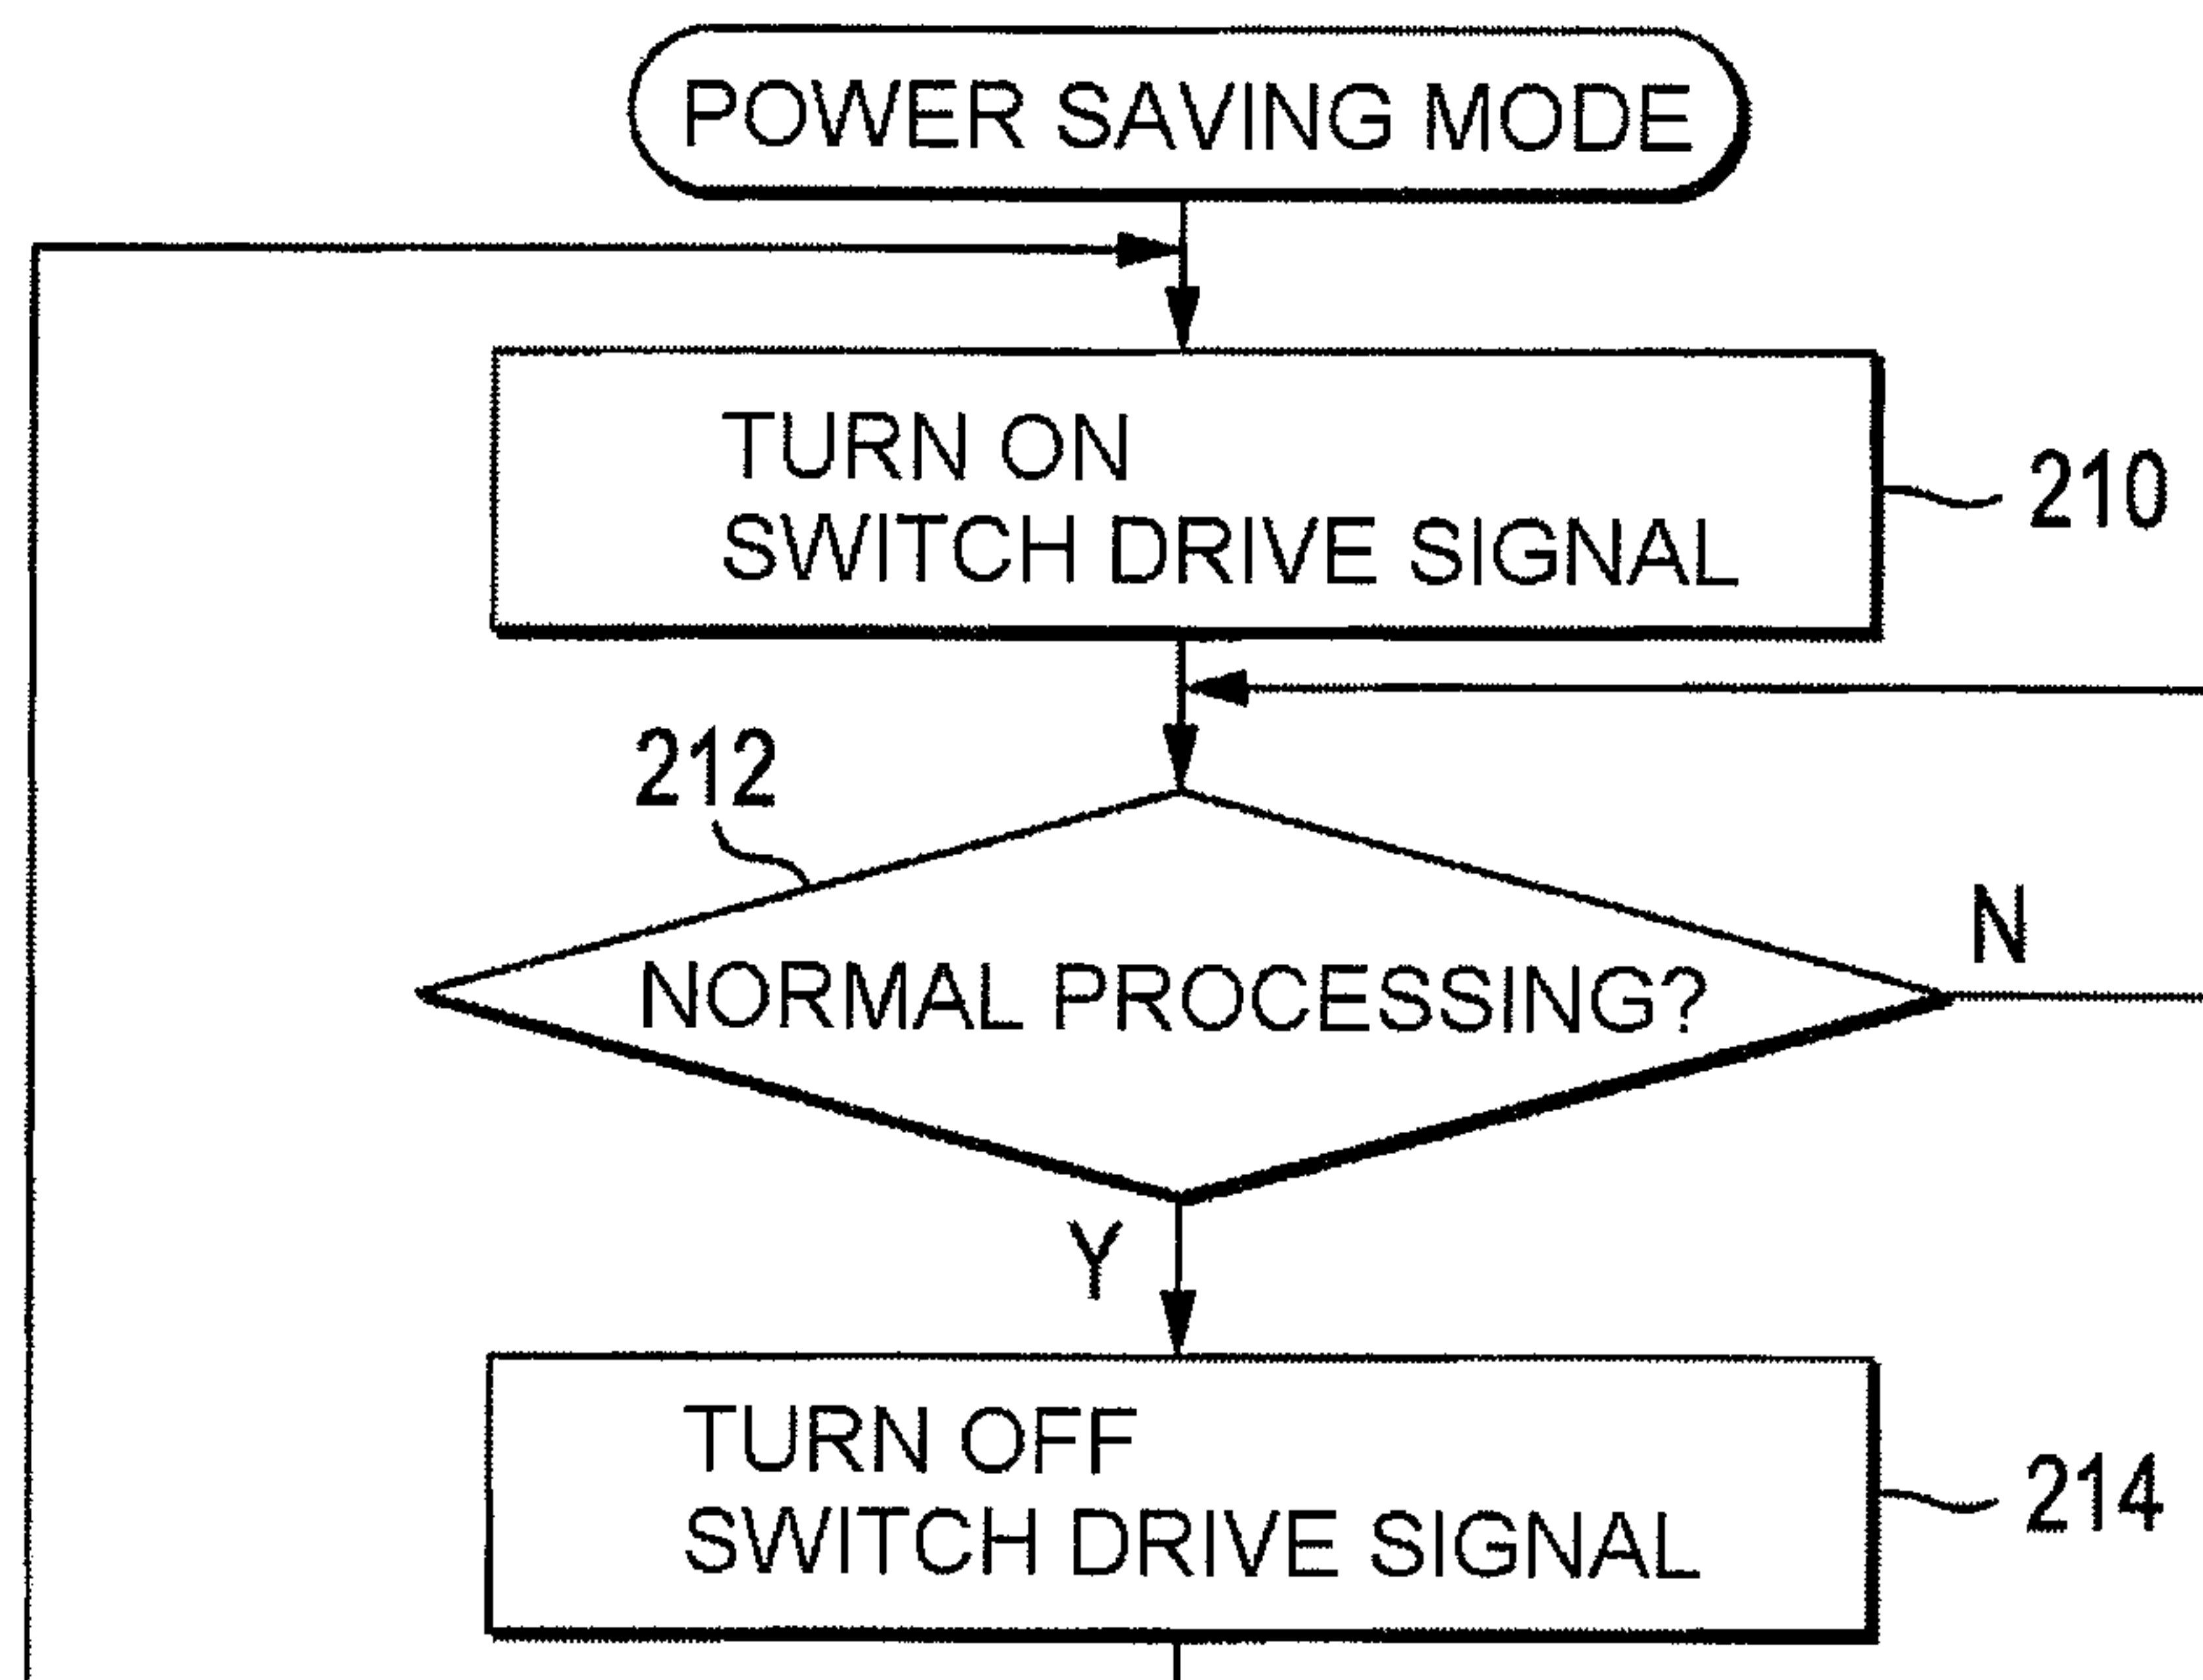 POWER SAVING MODE
TURN ON
SWITCH DRIVE SIGNAL
210
212
NORMAL PROCESSING?
N
Y
TURN OFF
SWITCH DRIVE SIGNAL
214